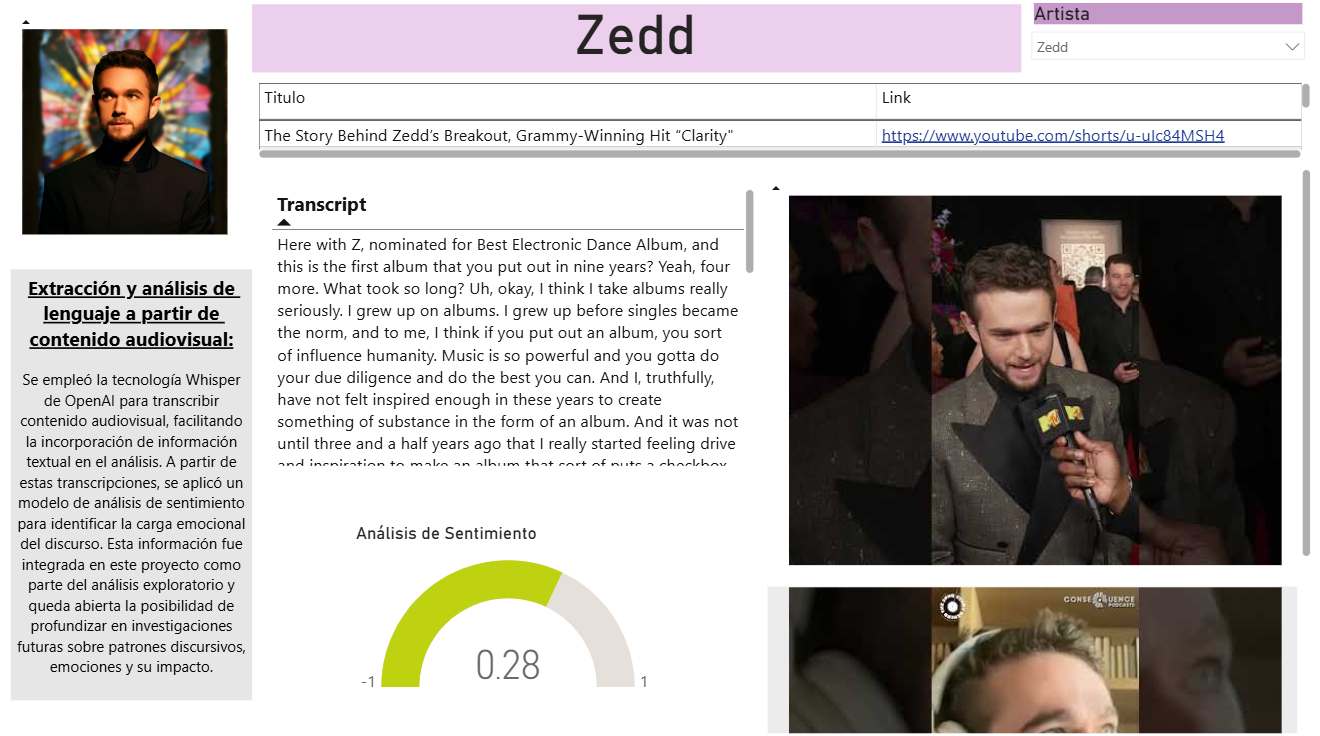 Zedd
Artista
Zedd
Titulo
Link
The Story Behind Zedd's Breakout, Grammy-Winning Hit “Clarity"
https://www.youtube.com/shorts/u-uIc84MSH4
Extracción y análisis de
lenguaje a partir de
contenido audiovisual:
Se empleó la tecnología Whisper
de OpenAI para transcribir
contenido audiovisual, facilitando
la incorporación de información
textual en el análisis. A partir de
estas transcripciones, se aplicó un
modelo de análisis de sentimiento
para identificar la carga emocional
del discurso. Esta información fue
integrada en este proyecto como
parte del análisis exploratorio y
queda abierta la posibilidad de
profundizar en investigaciones
futuras sobre patrones discursivos,
emociones y su impacto.
Transcript
Here with Z, nominated for Best Electronic Dance Album, and
this is the first album that you put out in nine years? Yeah, four
more. What took so long? Uh, okay, I think I take albums really
seriously. I grew up on albums. I grew up before singles became
the norm, and to me, I think if you put out an album, you sort
of influence humanity. Music is so powerful and you gotta do
your due diligence and do the best you can. And I, truthfully,
have not felt inspired enough in these years to create
something of substance in the form of an album. And it was not
until three and a half years ago that I really started feeling drive
and inspiration to make an album that sort of puts a checkbox
Análisis de Sentimiento
0.28
-1
1
MTV
CONSEQUENCE
PODCASTS